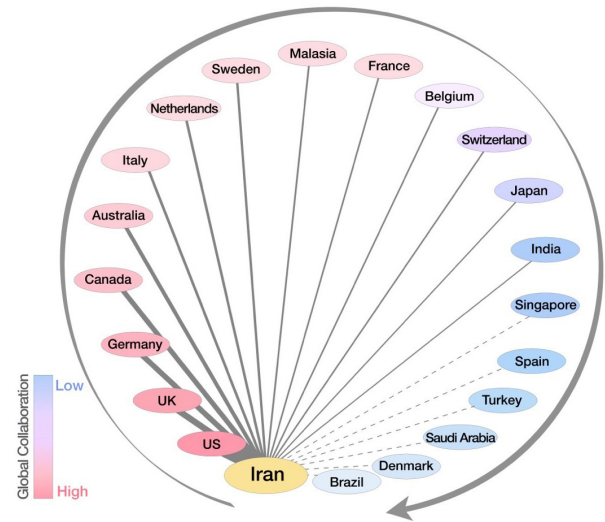 Malasia
France
Sweden
Belgium
Netherlands
Switzerland
Italy
Japan
Australia
India
Canada
Singapore
Germany
Spain
Low
UK
Turkey
US
Saudi Arabia
Global Collaboration
High
Iran
Denmark
Brazil